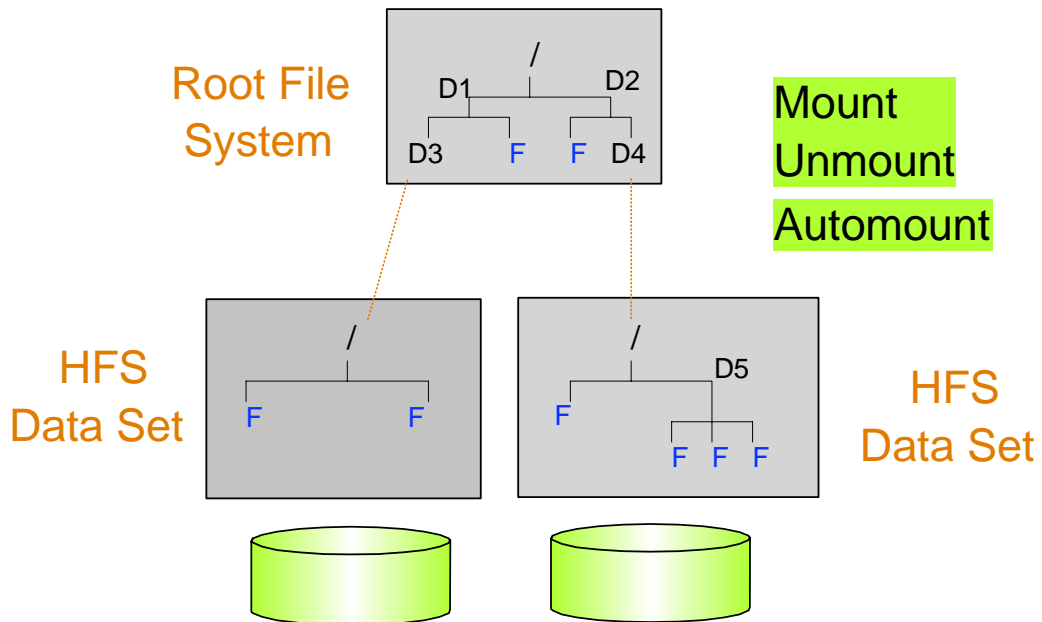 Root File
System
/
D1
D2
D3
F
F
D4
Mount
Unmount
Automount
HFS
Data Set
/
F
F
/
D5
F
F
F
F
HFS
Data Set